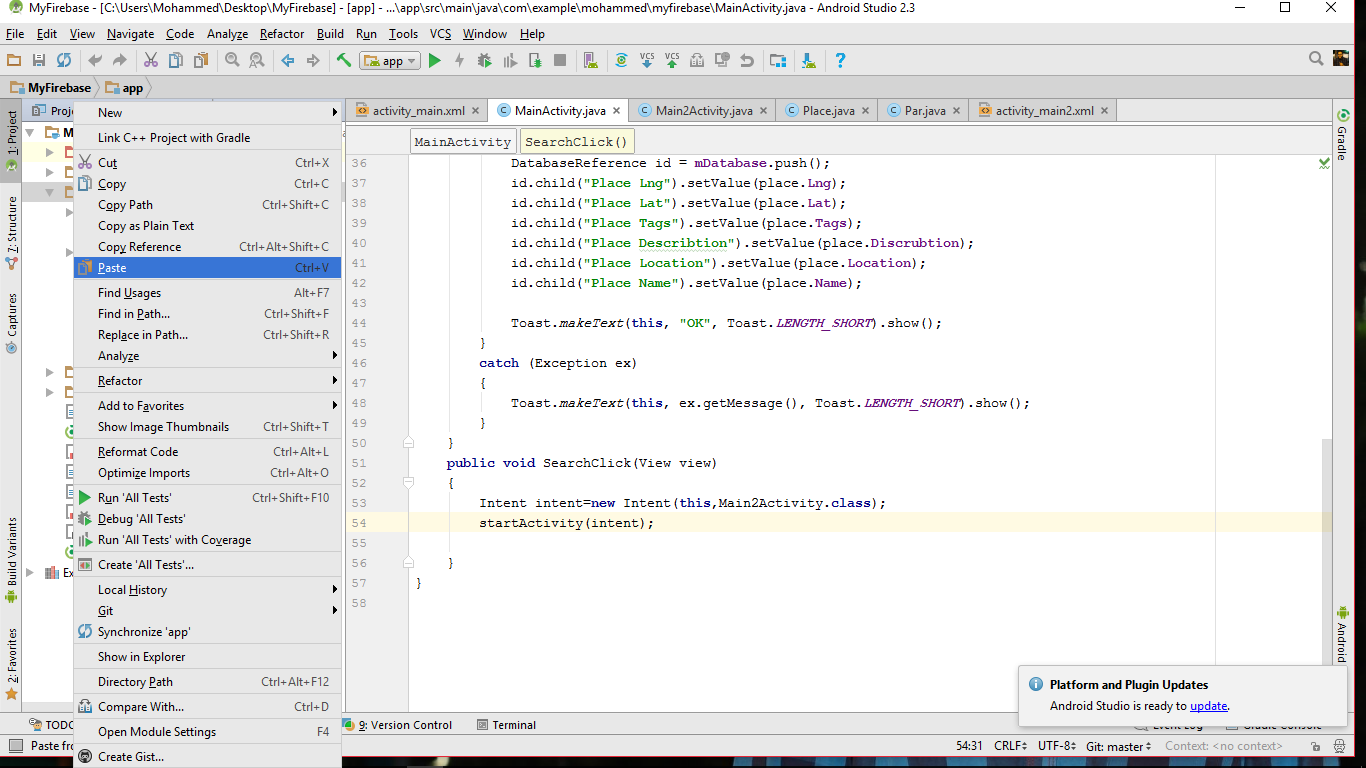 MyFirebase - [C:\Users\Mohammed\Desktop\MyFirebase] - [app] - ...\app\src\main\java\com\example\mohammed\myfirebase\MainActivity.java - Android Studio 2.3
File Edit View Navigate Code Analyze Refactor Build Run Tools VCS Window Help
app
VCS VCS
MyFirebase app
activity_main.xml MainActivity.java Main2Activity.java Place.java Par.java activity_main2.xml
MainActivity SearchClick()
1: Project
7: Structure
Captures
Build Variants
2: Favorites
New
Link C++ Project with Gradle
Cut Ctrl+X
Copy Ctrl+C
Copy Path Ctrl+Shift+C
Copy as Plain Text
Copy Reference Ctrl+Alt+Shift+C
Paste Ctrl+V
Find Usages Alt+F7
Find in Path... Ctrl+Shift+F
Replace in Path... Ctrl+Shift+R
Analyze
Refactor
Add to Favorites
Show Image Thumbnails Ctrl+Shift+T
Reformat Code Ctrl+Alt+L
Optimize Imports Ctrl+Alt+O
Run 'All Tests' Ctrl+Shift+F10
Debug 'All Tests'
Run 'All Tests' with Coverage
Create 'All Tests'...
Local History
Git
Synchronize 'app'
Show in Explorer
Directory Path Ctrl+Alt+F12
Compare With... Ctrl+D
Open Module Settings F4
Create Gist...
36 DatabaseReference id = mDatabase.push();
37 id.child("Place Lng").setValue(place.Lng);
38 id.child("Place Lat").setValue(place.Lat);
39 id.child("Place Tags").setValue(place.Tags);
40 id.child("Place Describtion").setValue(place.Discrubtion);
41 id.child("Place Location").setValue(place.Location);
42 id.child("Place Name").setValue(place.Name);
43
44 Toast.makeText(this, "OK", Toast.LENGTH_SHORT).show();
45 }
46 catch (Exception ex)
47 {
48 Toast.makeText(this, ex.getMessage(), Toast.LENGTH_SHORT).show();
49 }
50 }
51 public void SearchClick(View view)
52 {
53 Intent intent=new Intent(this,Main2Activity.class);
54 startActivity(intent);
55
56 }
57 }
58
Gradle
Android
Platform and Plugin Updates
Android Studio is ready to update.
TODO 9: Version Control Terminal Event Log Gradle Console
Paste 54:31 CRLF UTF-8 Git: master Context: <no context>